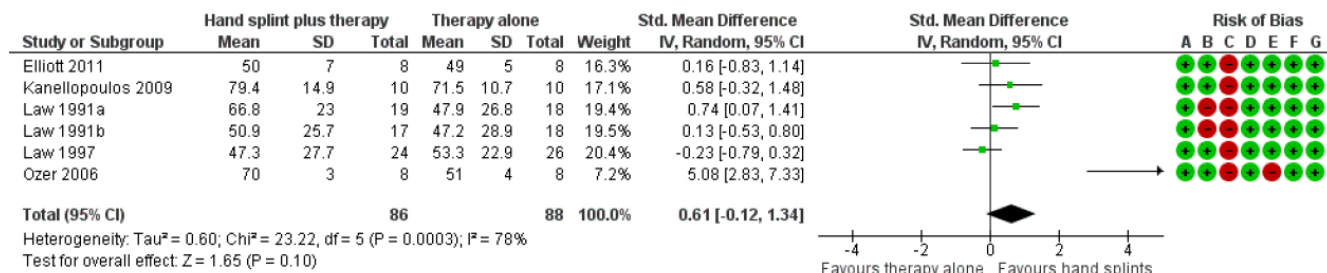 Hand splint plus therapy Therapy alone Std. Mean Difference Std. Mean Difference Risk of Bias
Study or Subgroup Mean SD Total Mean SD Total Weight IV, Random, 95% CI IV, Random, 95% CI A B C D E F G
Elliott 2011 50 7 8 49 5 8 16.3% 0.16 [-0.83, 1.14] + + - + + + +
Kanellopoulos 2009 79.4 14.9 10 71.5 10.7 10 17.1% 0.58 [-0.32, 1.48] + + - + + + +
Law 1991a 66.8 23 19 47.9 26.8 18 19.4% 0.74 [0.07, 1.41] + - - + + + +
Law 1991b 50.9 25.7 17 47.2 28.9 18 19.5% 0.13 [-0.53, 0.80] + - - + + + +
Law 1997 47.3 27.7 24 53.3 22.9 26 20.4% -0.23 [-0.79, 0.32] + + - + + + +
Ozer 2006 70 3 8 51 4 8 7.2% 5.08 [2.83, 7.33] + + - + - + +
Total (95% CI) 86 88 100.0% 0.61 [-0.12, 1.34]
Heterogeneity: Tau² = 0.60; Chi² = 23.22, df = 5 (P = 0.0003); I² = 78%
Test for overall effect: Z = 1.65 (P = 0.10)
-4 -2 0 2 4
Favours therapy alone Favours hand splints